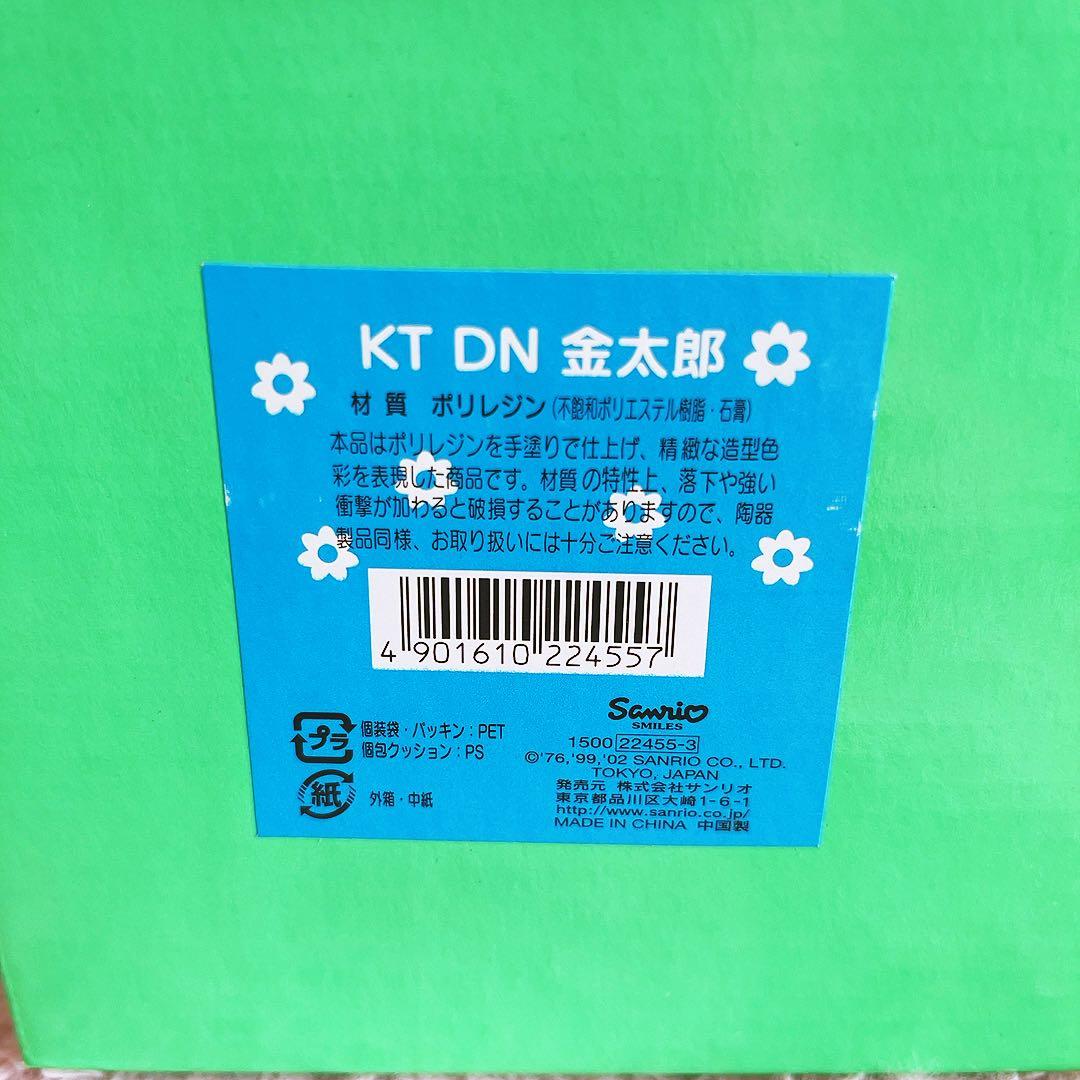 KT DN 金太郎
材質 ポリレジン(不飽和ポリエステル樹脂・石膏)
本品はポリレジンを手塗りで仕上げ、精緻な造型色
彩を表現した商品です。材質の特性上、落下や強い
衝撃が加わると破損することがありますので、陶器
製品同様、お取り扱いには十分ご注意ください。
4 901610 224557
プラ
個装袋・パッキン:PET
個包クッション:PS
紙
外箱・中紙
Sanrio
SMILES
1500 22455-3
©'76,'99,'02 SANRIO CO., LTD.
TOKYO, JAPAN
発売元 株式会社サンリオ
東京都品川区大崎1-6-1
http://www.sanrio.co.jp/
MADE IN CHINA 中国製